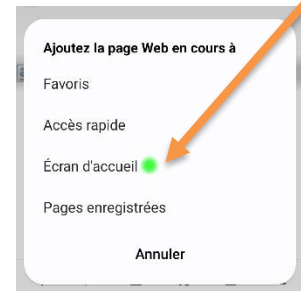 Ajoutez la page Web en cours à
Favoris
Accès rapide
Écran d'accueil
Pages enregistrées
Annuler